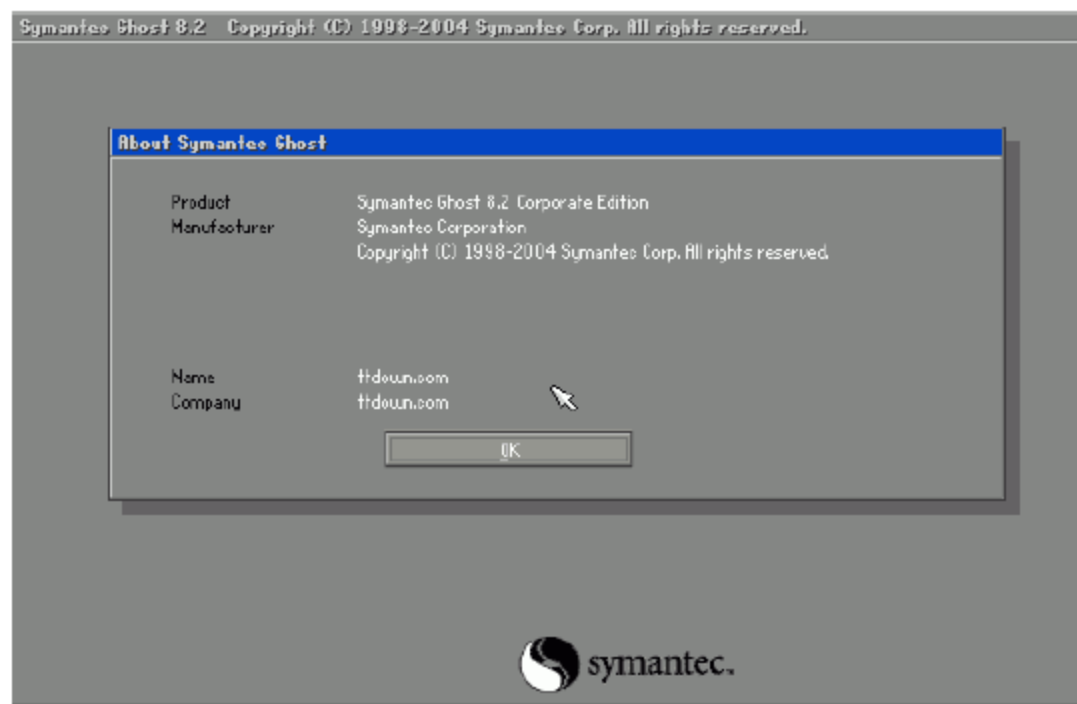 Symantec Ghost 8.2 Copyright (C) 1998-2004 Symantec Corp. All rights reserved.
About Symantec Ghost
Product Symantec Ghost 8.2 Corporate Edition
Manufacturer Symantec Corporation
Copyright (C) 1998-2004 Symantec Corp. All rights reserved.
Name ttdown.com
Company ttdown.com
OK
symantec.